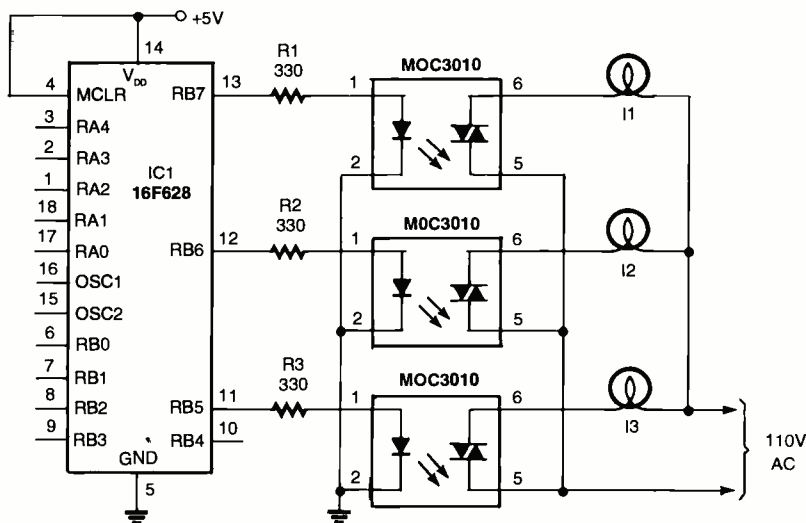 +5V
14
VDD
4
MCLR
RB7
13
3
RA4
2
RA3
1
RA2
18
RA1
17
RA0
16
OSC1
15
OSC2
6
RB0
7
RB1
8
RB2
9
RB3
IC1
16F628
RB6
12
RB5
11
RB4
10
GND
5
R1
330
R2
330
R3
330
MOC3010
1
2
6
5
M0C3010
1
2
6
5
MOC3010
1
2
6
5
I1
I2
I3
110V
AC